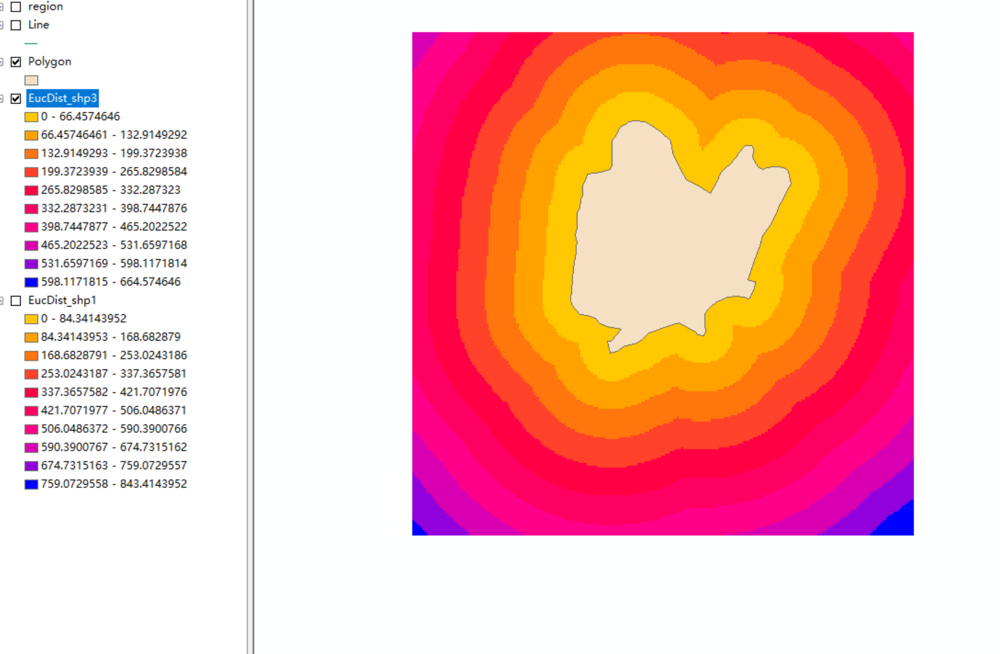 region
Line
Polygon
EucDist_shp3
0 - 66.4574646
66.45746461 - 132.9149292
132.9149293 - 199.3723938
199.3723939 - 265.8298584
265.8298585 - 332.287323
332.2873231 - 398.7447876
398.7447877 - 465.2022522
465.2022523 - 531.6597168
531.6597169 - 598.1171814
598.1171815 - 664.574646
EucDist_shp1
0 - 84.34143952
84.34143953 - 168.682879
168.6828791 - 253.0243186
253.0243187 - 337.3657581
337.3657582 - 421.7071976
421.7071977 - 506.0486371
506.0486372 - 590.3900766
590.3900767 - 674.7315162
674.7315163 - 759.0729557
759.0729558 - 843.4143952